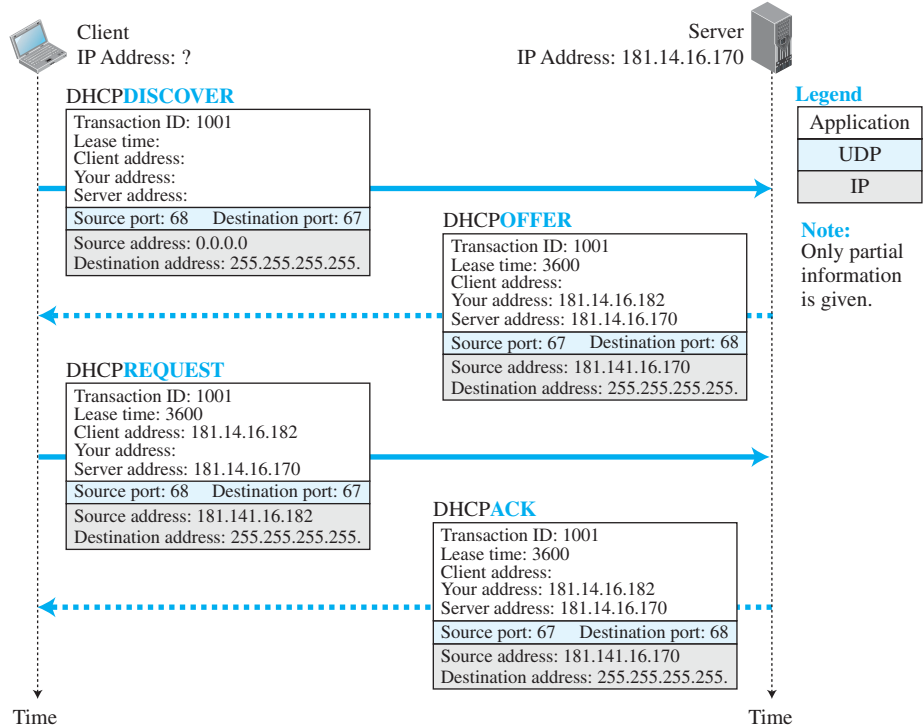 Client
IP Address: ?
Server
IP Address: 181.14.16.170
Legend
Application
UDP
IP
Note:
Only partial
information
is given.
DHCPDISCOVER
Transaction ID: 1001
Lease time:
Client address:
Your address:
Server address:
Source port: 68 Destination port: 67
Source address: 0.0.0.0
Destination address: 255.255.255.255.
DHCPOFFER
Transaction ID: 1001
Lease time: 3600
Client address:
Your address: 181.14.16.182
Server address: 181.14.16.170
Source port: 67 Destination port: 68
Source address: 181.141.16.170
Destination address: 255.255.255.255.
DHCPREQUEST
Transaction ID: 1001
Lease time: 3600
Client address: 181.14.16.182
Your address:
Server address: 181.14.16.170
Source port: 68 Destination port: 67
Source address: 181.141.16.182
Destination address: 255.255.255.255.
DHCPACK
Transaction ID: 1001
Lease time: 3600
Client address:
Your address: 181.14.16.182
Server address: 181.14.16.170
Source port: 67 Destination port: 68
Source address: 181.141.16.170
Destination address: 255.255.255.255.
Time
Time